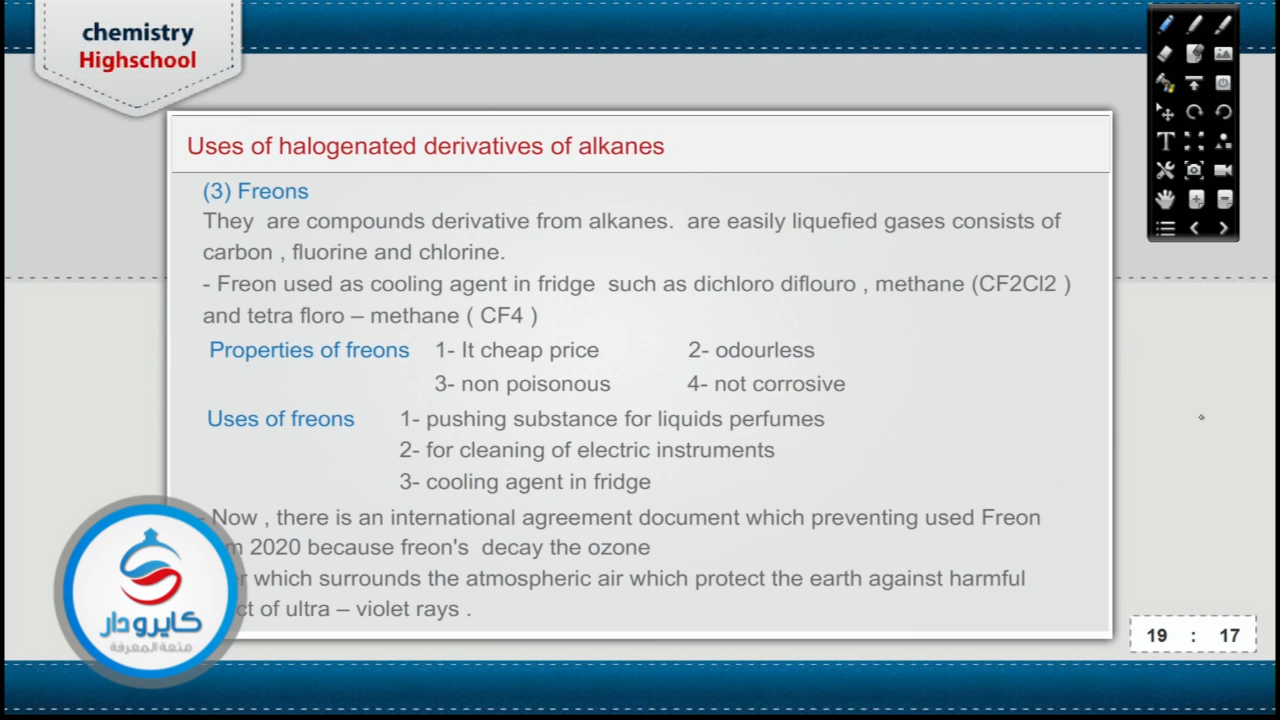 chemistry
Highschool
Uses of halogenated derivatives of alkanes
(3) Freons
They are compounds derivative from alkanes. are easily liquefied gases consists of
carbon , fluorine and chlorine.
- Freon used as cooling agent in fridge such as dichloro diflouro , methane (CF2Cl2 )
and tetra floro – methane ( CF4 )
Properties of freons 1- It cheap price 2- odourless
3- non poisonous 4- not corrosive
Uses of freons 1- pushing substance for liquids perfumes
2- for cleaning of electric instruments
3- cooling agent in fridge
- Now , there is an international agreement document which preventing used Freon
2020 because freon's decay the ozone
which surrounds the atmospheric air which protect the earth against harmful
of ultra – violet rays .
كايرودار
متعة المعرفة
19 : 17